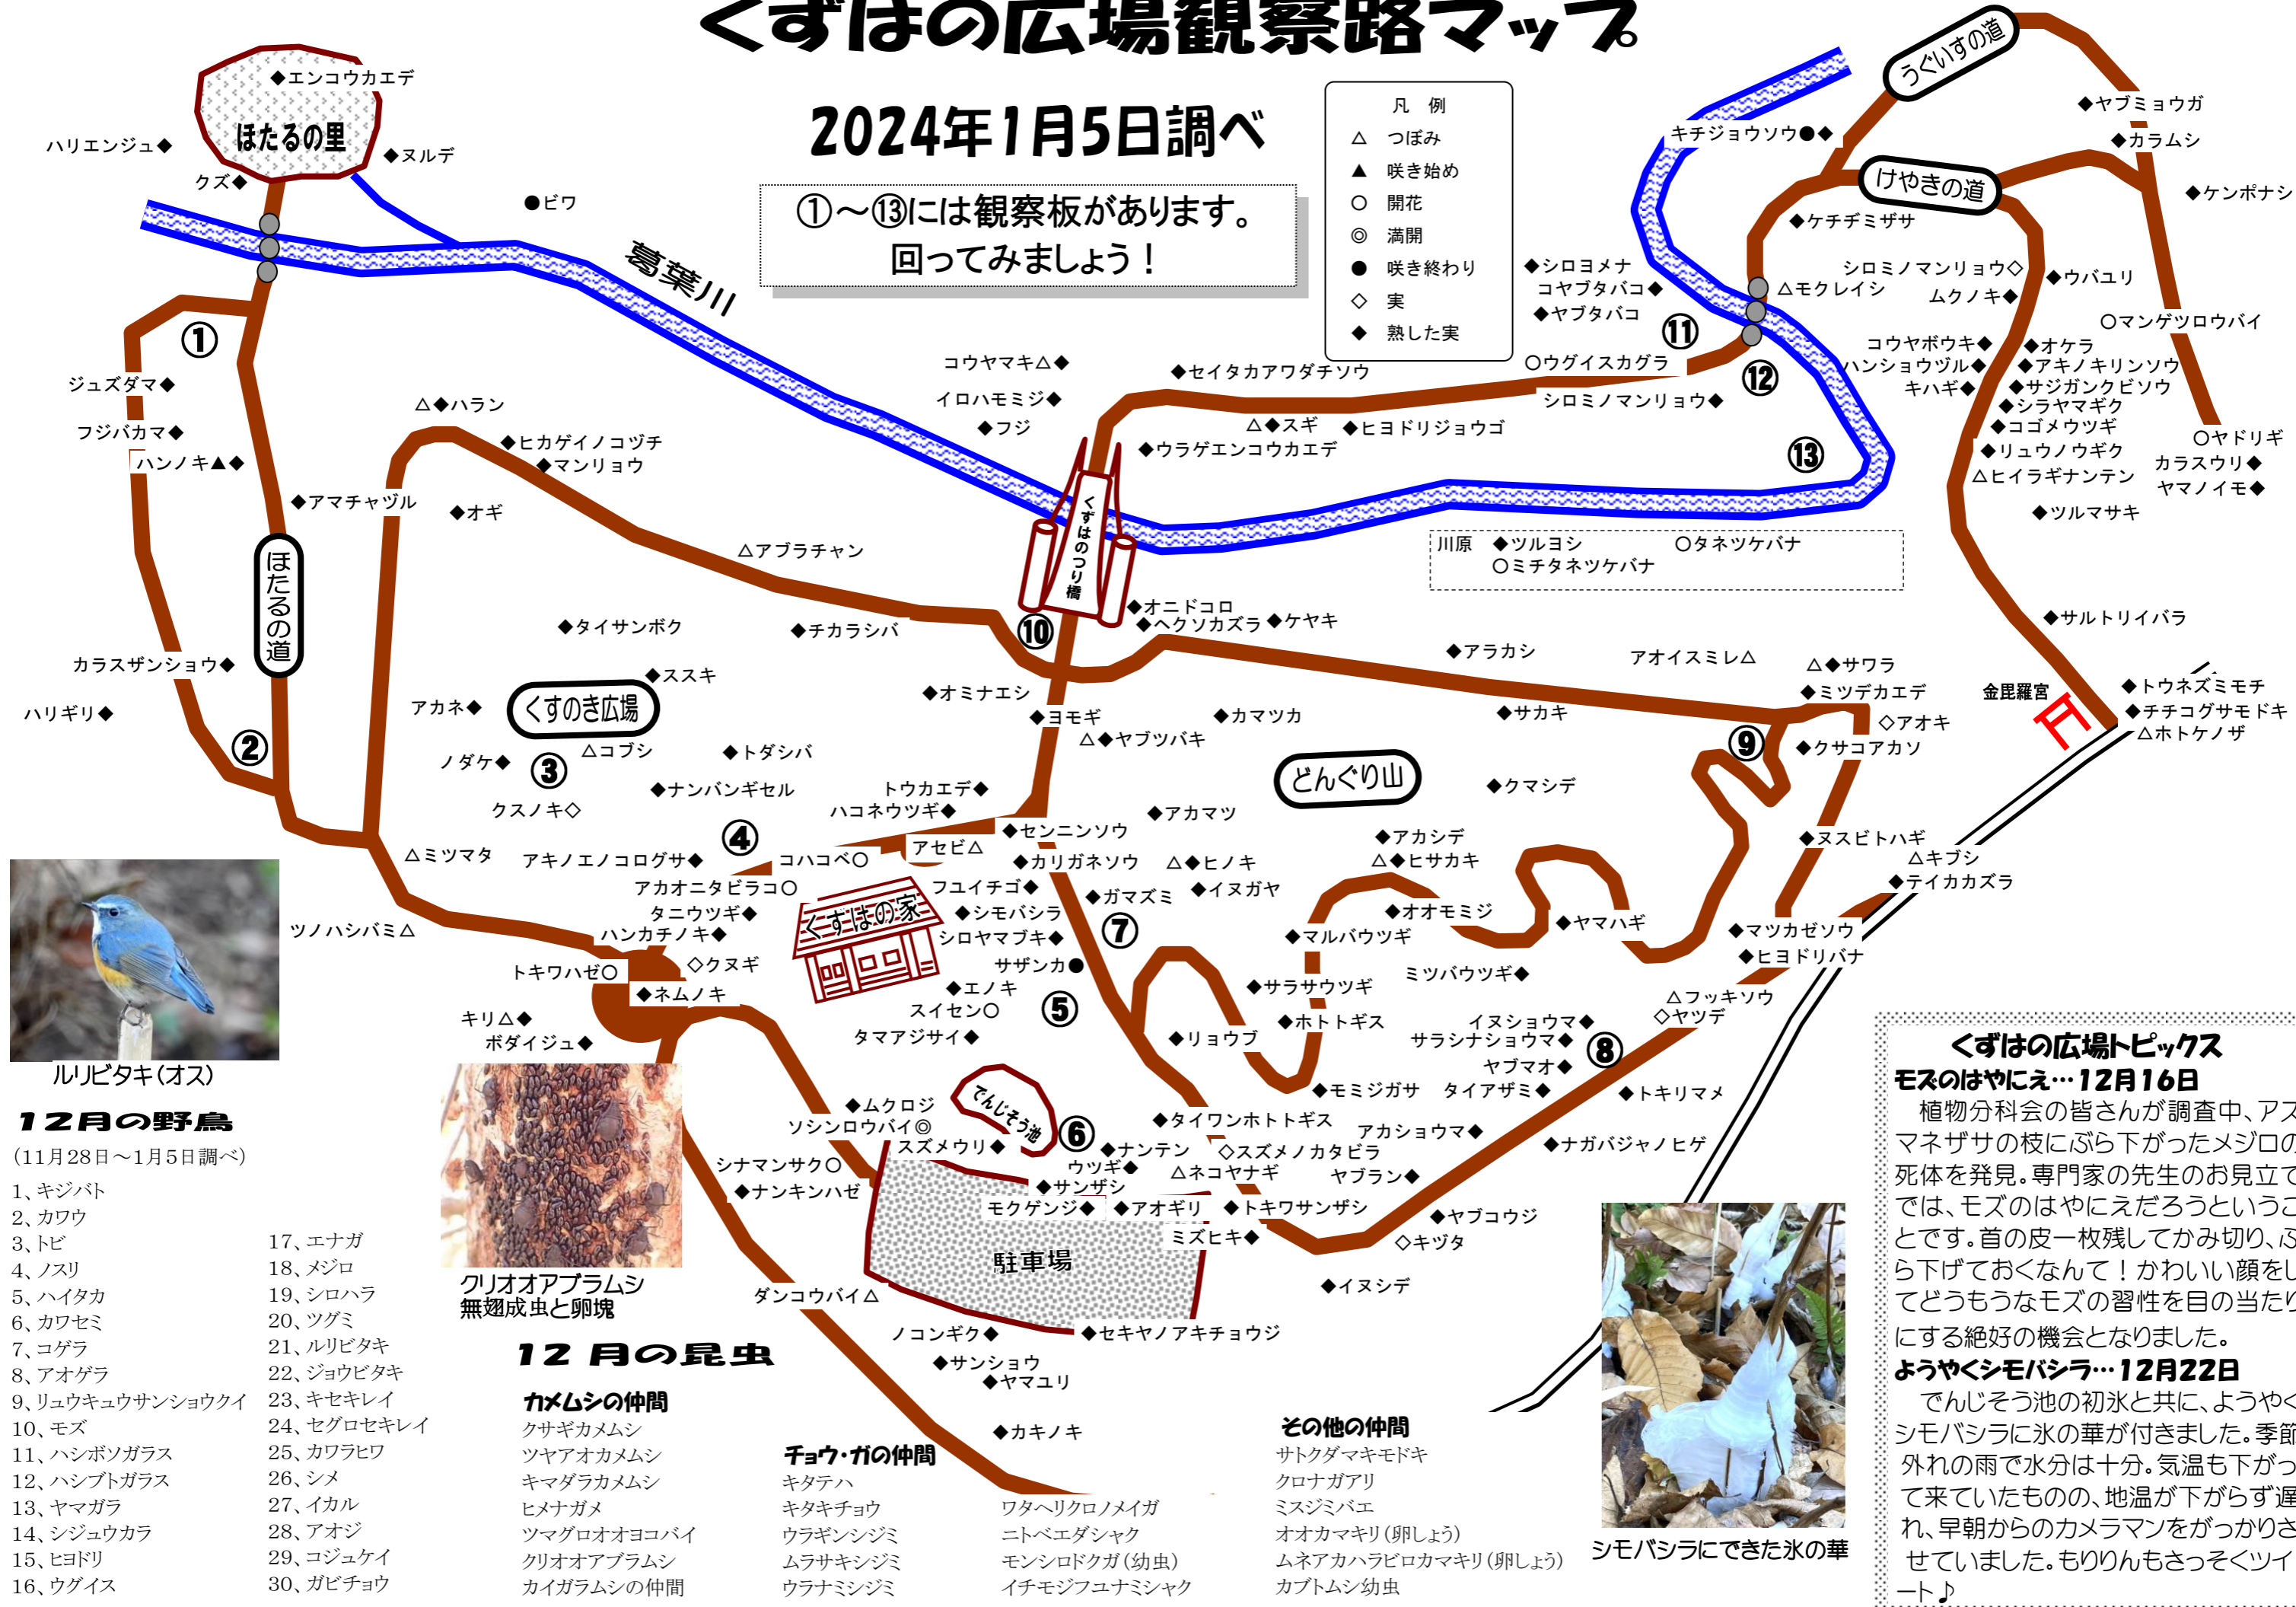 くずはの広場観察路マップ
2024年1月5日調べ
①～⑬には観察板があります。
回ってみましょう！
凡 例
△ つぼみ
▲ 咲き始め
○ 開花
◎ 満開
● 咲き終わり
◇ 実
◆ 熟した実
◆エンコウカエデ
ほたるの里
ハリエンジュ◆
◆ヌルデ
クズ◆
●ビワ
葛葉川
①
ジュズダマ◆
フジバカマ◆
ハンノキ▲◆
△◆ハラン
◆ヒカゲイノコヅチ
◆マンリョウ
◆アマチャヅル
◆オギ
ほたるの道
△アブラチャン
◆タイサンボク
◆チカラシバ
カラスザンショウ◆
ハリギリ◆
②
◆ススキ
アカネ◆
くすのき広場
ノダケ◆
③
△コブシ
クスノキ◇
◆トダシバ
◆ナンバンギセル
④
△ミツマタ
アキノエノコログサ◆
コハコベ○
アカオニタビラコ○
タニウツギ◆
ハンカチノキ◆
ツノハシバミ△
トキワハゼ○
◇クヌギ
◆ネムノキ
キリ△◆
ボダイジュ◆
うぐいすの道
◆ヤブミョウガ
◆カラムシ
キチジョウソウ●◆
けやきの道
◆ケンポナシ
◆ケチヂミザサ
◆シロヨメナ
コヤブタバコ◆
◆ヤブタバコ
シロミノマンリョウ◇
△モクレイシ
ムクノキ◆
◆ウバユリ
○マンゲツロウバイ
⑪
⑫
⑬
○ウグイスカグラ
シロミノマンリョウ◆
コウヤボウキ◆
ハンショウヅル◆
キハギ◆
◆オケラ
◆アキノキリンソウ
◆サジガンクビソウ
◆シラヤマギク
◆コゴメウツギ
◆リュウノウギク
△ヒイラギナンテン
○ヤドリギ
カラスウリ◆
ヤマノイモ◆
◆ツルマサキ
コウヤマキ△◆
イロハモミジ◆
◆フジ
◆セイタカアワダチソウ
△◆スギ
◆ヒヨドリジョウゴ
◆ウラゲエンコウカエデ
くずはのつり橋
川原 ◆ツルヨシ ○タネツケバナ
○ミチタネツケバナ
⑩
◆オニドコロ
◆ヘクソカズラ
◆ケヤキ
◆アラカシ
アオイスミレ△
△◆サワラ
◆ミツデカエデ
◇アオキ
◆クサコアカソ
⑨
◆サルトリイバラ
金毘羅宮
◆トウネズミモチ
◆チチコグサモドキ
△ホトケノザ
◆オミナエシ
◆ヨモギ
△◆ヤブツバキ
◆カマツカ
◆サカキ
どんぐり山
◆クマシデ
トウカエデ◆
ハコネウツギ◆
アセビ△
◆センニンソウ
◆カリガネソウ
◆アカマツ
△◆ヒノキ
◆アカシデ
△◆ヒサカキ
◆ヌスビトハギ
△キブシ
◆テイカカズラ
くずはの家
フユイチゴ◆
◆シモバシラ
シロヤマブキ◆
サザンカ●
◆エノキ
スイセン○
タマアジサイ◆
⑤
◆ガマズミ
◆イヌガヤ
⑦
◆オオモミジ
◆マルバウツギ
ミツバウツギ◆
◆ヤマハギ
◆マツカゼソウ
◆ヒヨドリバナ
◆サラサウツギ
◆ホトトギス
◆リョウブ
△フッキソウ
◇ヤツデ
イヌショウマ◆
サラシナショウマ◆
ヤブマオ◆
タイアザミ◆
⑧
◆モミジガサ
◆トキリマメ
◆ムクロジ
ソシンロウバイ◎
スズメウリ◆
でんじそう池
⑥
シナマンサク○
◆ナンキンハゼ
◆ナンテン
ウツギ◆
◆サンザシ
モクゲンジ◆
◆アオギリ
◆タイワンホトトギス
◇スズメノカタビラ
△ネコヤナギ
アカショウマ◆
ヤブラン◆
◆トキワサンザシ
ミズヒキ◆
◆ナガバジャノヒゲ
◆ヤブコウジ
◇キヅタ
◆イヌシデ
駐車場
ダンコウバイ△
ノコンギク◆
◆セキヤノアキチョウジ
◆サンショウ
◆ヤマユリ
◆カキノキ
ルリビタキ（オス）
12月の野鳥
（11月28日～1月5日調べ）
1、キジバト
2、カワウ
3、トビ
4、ノスリ
5、ハイタカ
6、カワセミ
7、コゲラ
8、アオゲラ
9、リュウキュウサンショウクイ
10、モズ
11、ハシボソガラス
12、ハシブトガラス
13、ヤマガラ
14、シジュウカラ
15、ヒヨドリ
16、ウグイス
17、エナガ
18、メジロ
19、シロハラ
20、ツグミ
21、ルリビタキ
22、ジョウビタキ
23、キセキレイ
24、セグロセキレイ
25、カワラヒワ
26、シメ
27、イカル
28、アオジ
29、コジュケイ
30、ガビチョウ
クリオオアブラムシ
無翅成虫と卵塊
12月の昆虫
カメムシの仲間
クサギカメムシ
ツヤアオカメムシ
キマダラカメムシ
ヒメナガメ
ツマグロオオヨコバイ
クリオオアブラムシ
カイガラムシの仲間
チョウ・ガの仲間
キタテハ
キタキチョウ
ウラギンシジミ
ムラサキシジミ
ウラナミシジミ
ワタヘリクロノメイガ
ニトベエダシャク
モンシロドクガ（幼虫）
イチモジフユナミシャク
その他の仲間
サトクダマキモドキ
クロナガアリ
ミスジミバエ
オオカマキリ（卵しょう）
ムネアカハラビロカマキリ（卵しょう）
カブトムシ幼虫
シモバシラにできた氷の華
くずはの広場トピックス
モズのはやにえ…12月16日
植物分科会の皆さんが調査中、アズ
マネザサの枝にぶら下がったメジロの
死体を発見。専門家の先生のお見立て
では、モズのはやにえだろうというこ
とです。首の皮一枚残してかみ切り、ぶ
ら下げておくなんて！かわいい顔をし
てどうもうなモズの習性を目の当たり
にする絶好の機会となりました。
ようやくシモバシラ…12月22日
でんじそう池の初氷と共に、ようやく
シモバシラに氷の華が付きました。季節
外れの雨で水分は十分。気温も下がっ
て来ていたものの、地温が下がらず遅
れ、早朝からのカメラマンをがっかりさ
せていました。もりりんもさっそくツイ
ート♪